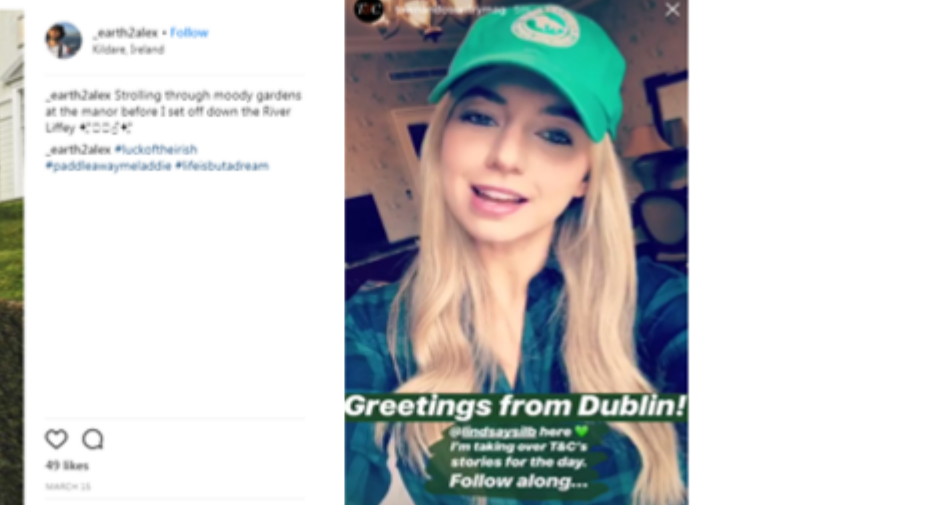 _earth2alex • Follow
Kildare, Ireland
_earth2alex Strolling through moody gardens
at the manor before I set off down the River
Liffey
_earth2alex #luckoftheirish
#paddleawaymeladdie #lifeisbutadream
49 likes
MARCH 15
T&C
Greetings from Dublin!
@lindsaysilb here 💚
I'm taking over T&C's
stories for the day.
Follow along...